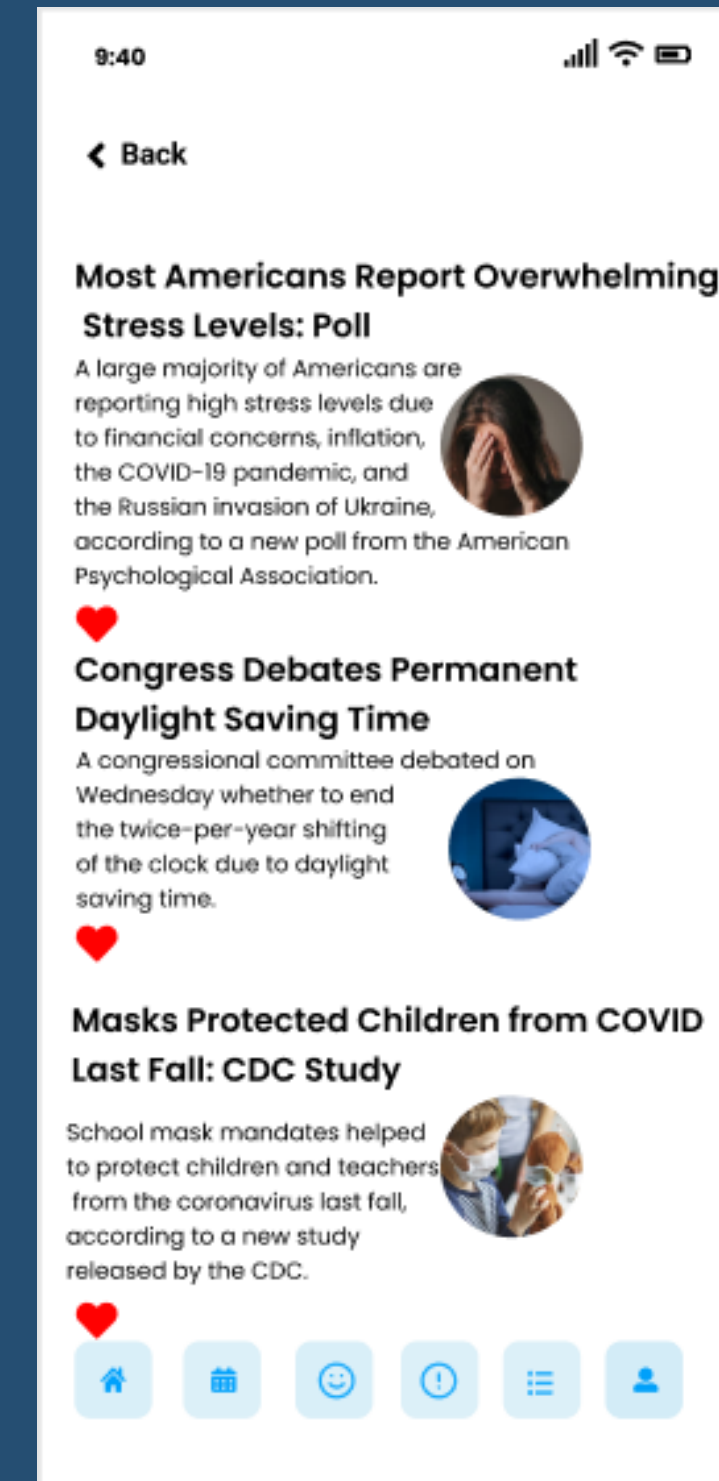 9:40
Back
Most Americans Report Overwhelming
Stress Levels: Poll
A large majority of Americans are
reporting high stress levels due
to financial concerns, inflation,
the COVID-19 pandemic, and
the Russian invasion of Ukraine,
according to a new poll from the American
Psychological Association.
Congress Debates Permanent
Daylight Saving Time
A congressional committee debated on
Wednesday whether to end
the twice-per-year shifting
of the clock due to daylight
saving time.
Masks Protected Children from COVID
Last Fall: CDC Study
School mask mandates helped
to protect children and teachers
from the coronavirus last fall,
according to a new study
released by the CDC.